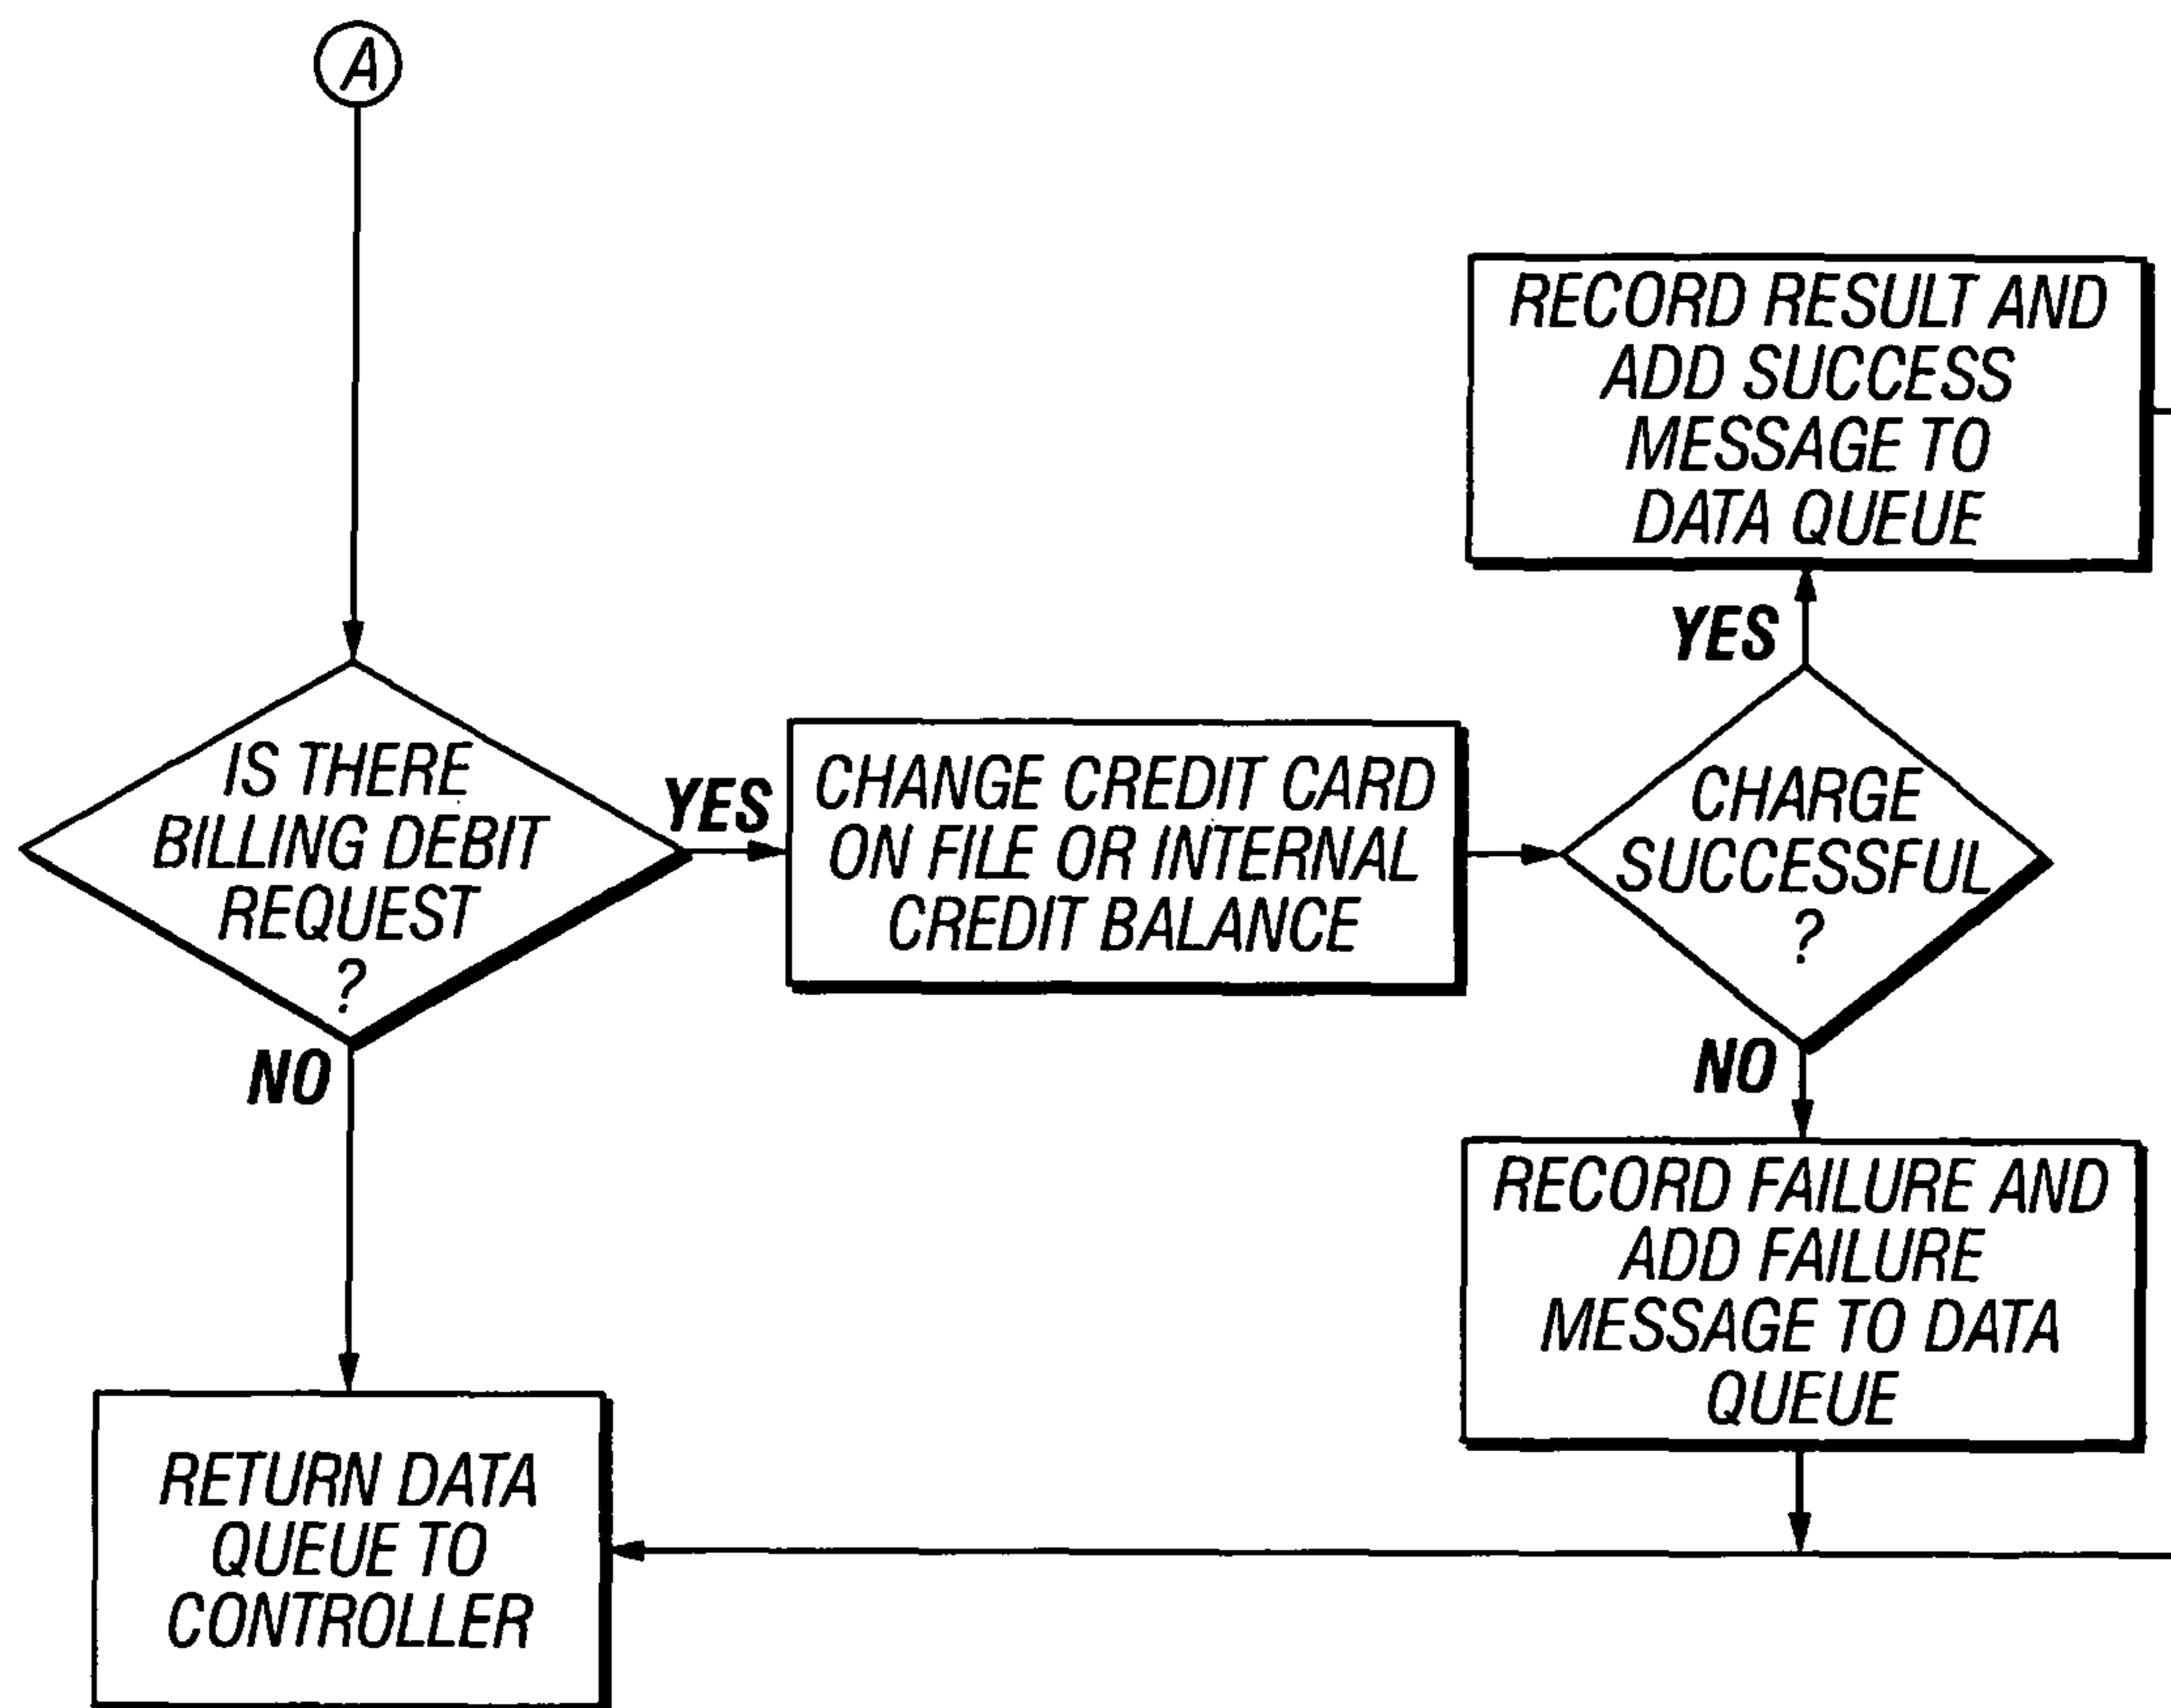 A
IS THERE
BILLING DEBIT
REQUEST
?
YES
NO
CHANGE CREDIT CARD
ON FILE OR INTERNAL
CREDIT BALANCE
CHARGE
SUCCESSFUL
?
YES
RECORD RESULT AND
ADD SUCCESS
MESSAGE TO
DATA QUEUE
NO
RECORD FAILURE AND
ADD FAILURE
MESSAGE TO DATA
QUEUE
RETURN DATA
QUEUE TO
CONTROLLER